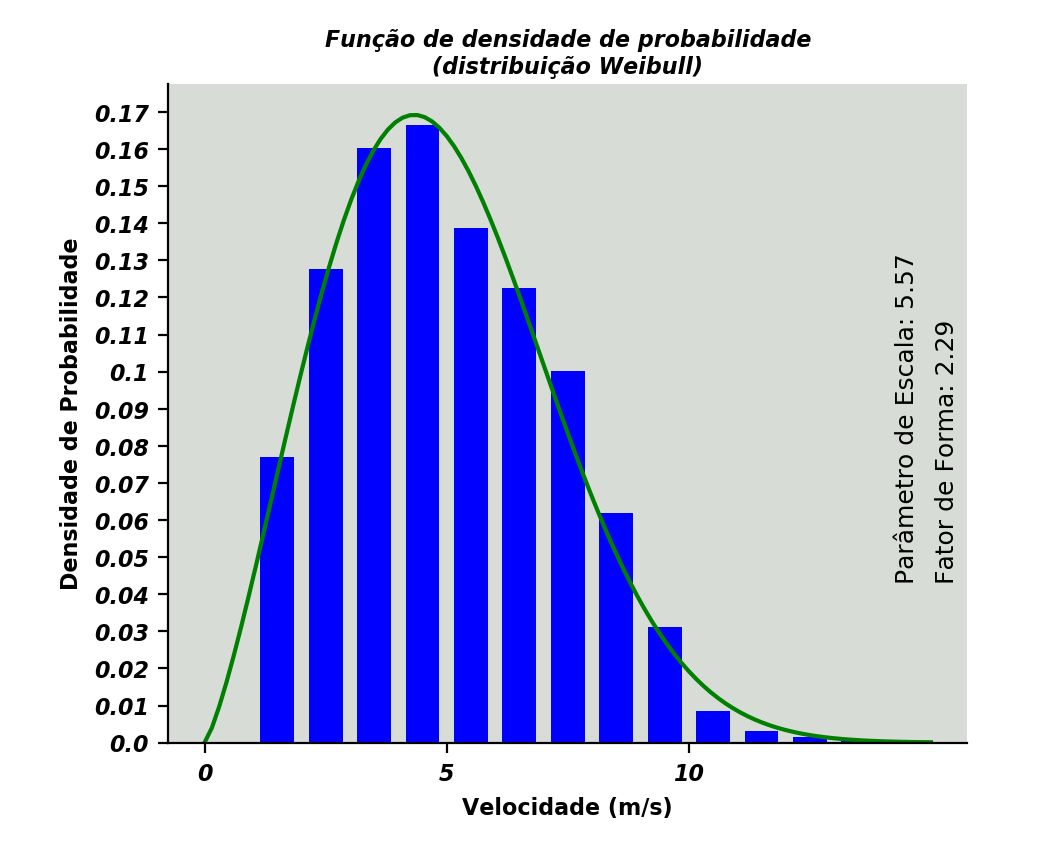 Função de densidade de probabilidade
(distribuição Weibull)
0.17
0.16
0.15
0.14
0.13
0.12
0.11
0.1
0.09
0.08
0.07
0.06
0.05
0.04
0.03
0.02
0.01
0.0
Densidade de Probabilidade
Parâmetro de Escala: 5.57
Fator de Forma: 2.29
0 5 10
Velocidade (m/s)